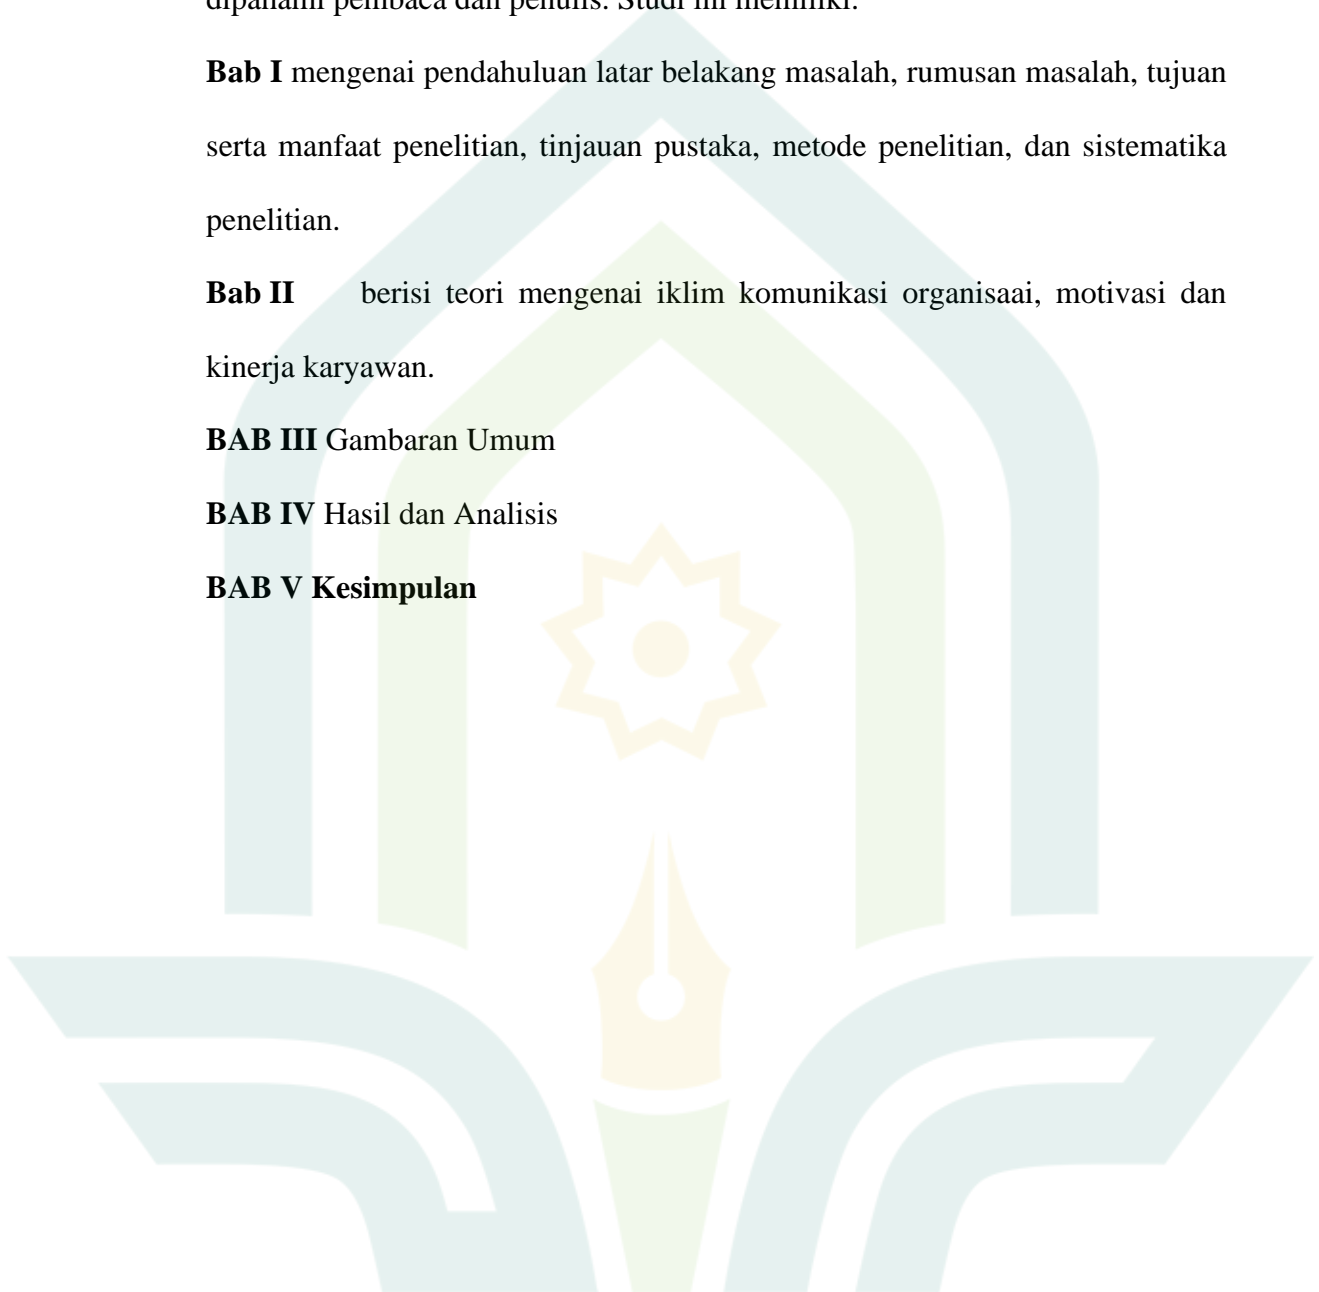 dipahami pembaca dan penulis. Studi ini memiliki:
Bab I mengenai pendahuluan latar belakang masalah, rumusan masalah, tujuan
serta manfaat penelitian, tinjauan pustaka, metode penelitian, dan sistematika
penelitian.
Bab II berisi teori mengenai iklim komunikasi organisaai, motivasi dan
kinerja karyawan.
BAB III Gambaran Umum
BAB IV Hasil dan Analisis
BAB V Kesimpulan